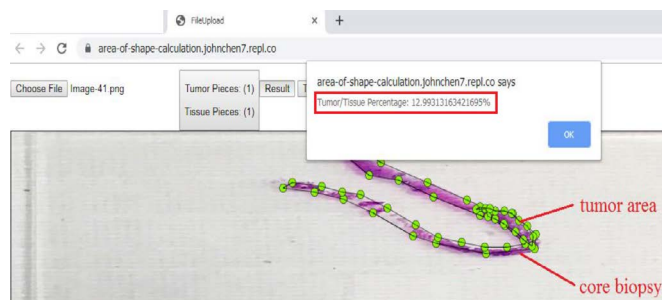 FileUpload
area-of-shape-calculation.johnchen7.repl.co
area-of-shape-calculation.johnchen7.repl.co says
Tumor/Tissue Percentage: 12.99313163421695%
OK
Choose File Image-41.png
Tumor Pieces: (1)
Tissue Pieces: (1)
Result
tumor area
core biopsy